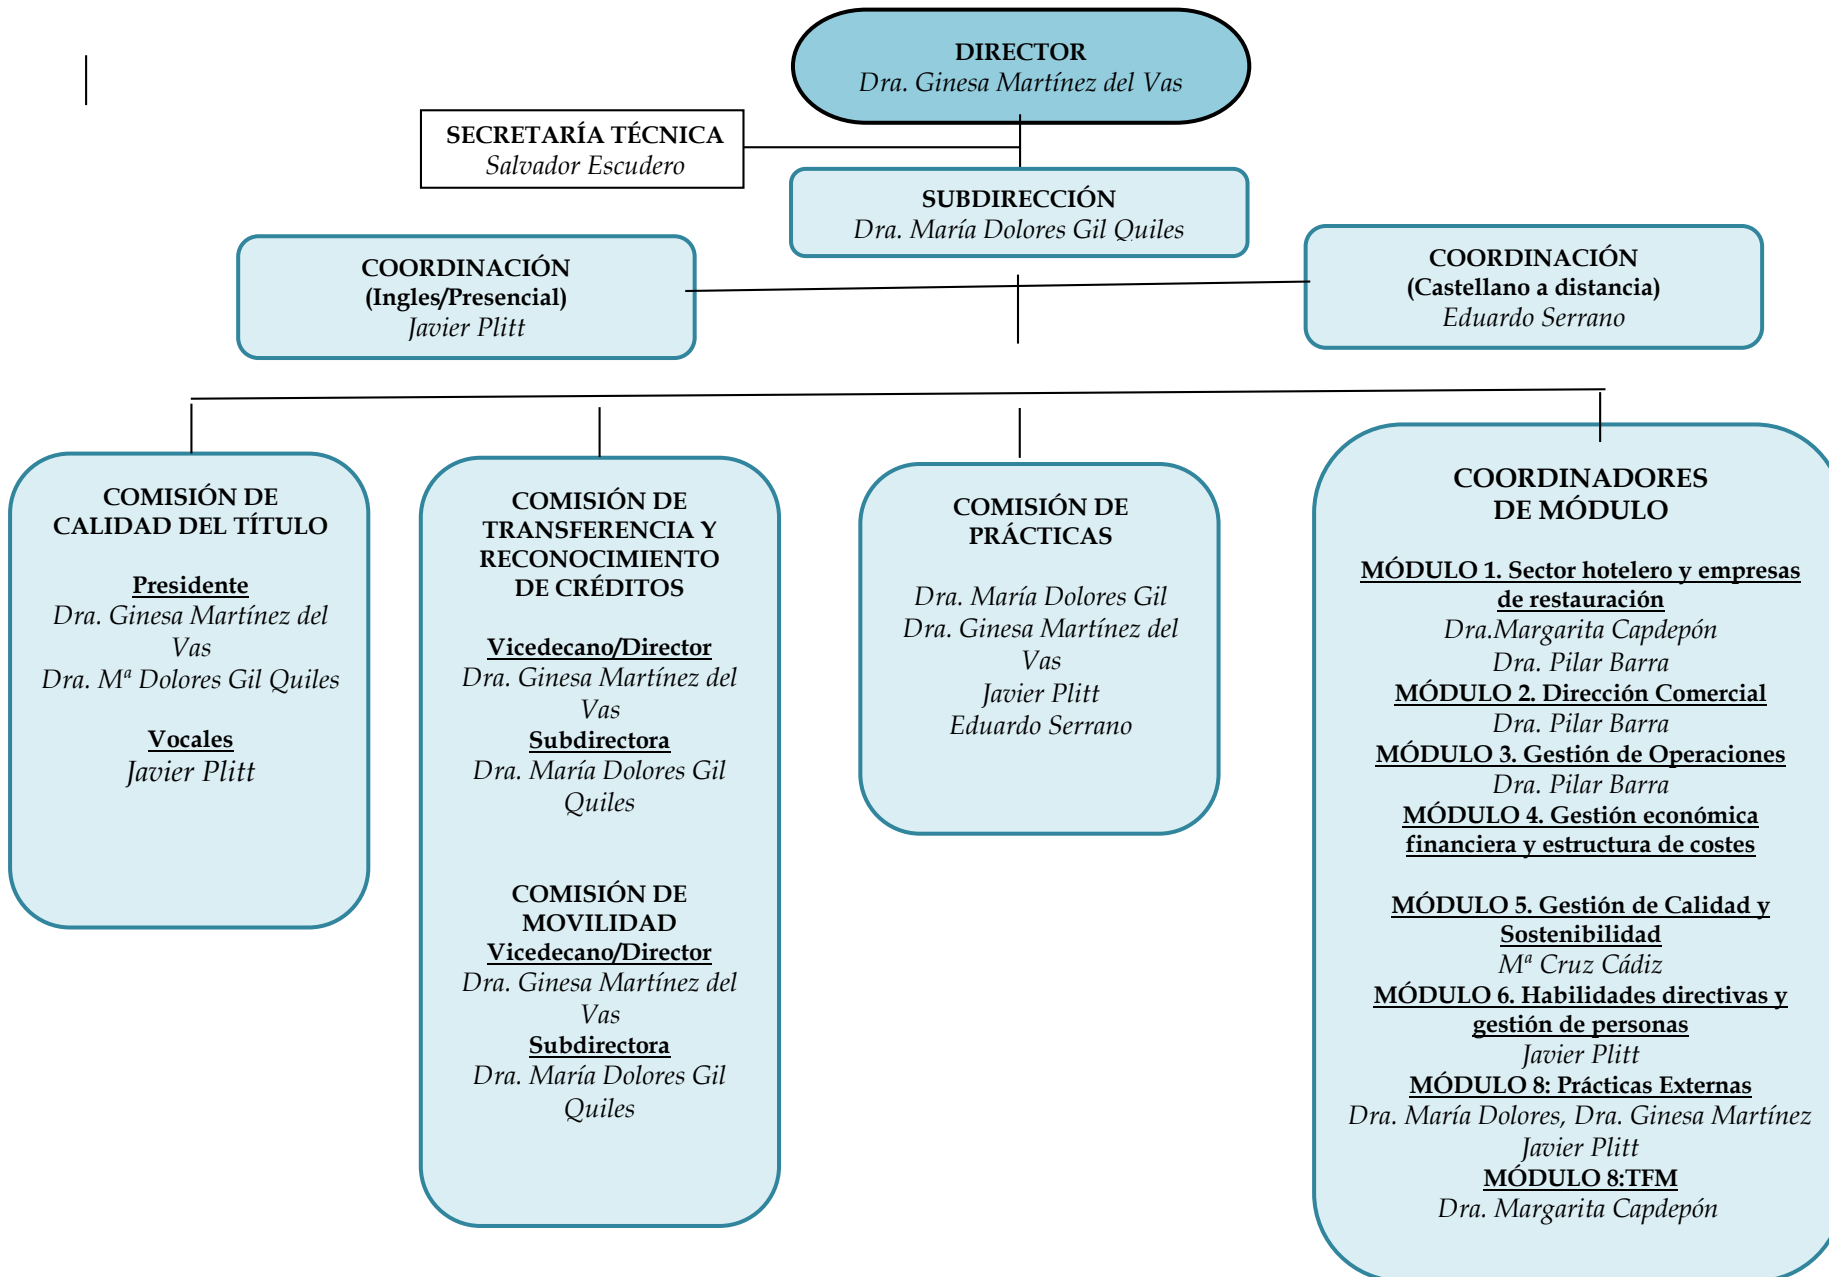 DIRECTOR
Dra. Ginesa Martínez del Vas
SECRETARÍA TÉCNICA
Salvador Escudero
SUBDIRECCIÓN
Dra. María Dolores Gil Quiles
COORDINACIÓN
(Ingles/Presencial)
Javier Plitt
COORDINACIÓN
(Castellano a distancia)
Eduardo Serrano
COMISIÓN DE
CALIDAD DEL TÍTULO
Presidente
Dra. Ginesa Martínez del
Vas
Dra. Mª Dolores Gil Quiles
Vocales
Javier Plitt
COMISIÓN DE
TRANSFERENCIA Y
RECONOCIMIENTO
DE CRÉDITOS
Vicedecano/Director
Dra. Ginesa Martínez del
Vas
Subdirectora
Dra. María Dolores Gil
Quiles
COMISIÓN DE
MOVILIDAD
Vicedecano/Director
Dra. Ginesa Martínez del
Vas
Subdirectora
Dra. María Dolores Gil
Quiles
COMISIÓN DE
PRÁCTICAS
Dra. María Dolores Gil
Dra. Ginesa Martínez del
Vas
Javier Plitt
Eduardo Serrano
COORDINADORES
DE MÓDULO
MÓDULO 1. Sector hotelero y empresas
de restauración
Dra.Margarita Capdepón
Dra. Pilar Barra
MÓDULO 2. Dirección Comercial
Dra. Pilar Barra
MÓDULO 3. Gestión de Operaciones
Dra. Pilar Barra
MÓDULO 4. Gestión económica
financiera y estructura de costes
MÓDULO 5. Gestión de Calidad y
Sostenibilidad
Mª Cruz Cádiz
MÓDULO 6. Habilidades directivas y
gestión de personas
Javier Plitt
MÓDULO 8: Prácticas Externas
Dra. María Dolores, Dra. Ginesa Martínez
Javier Plitt
MÓDULO 8:TFM
Dra. Margarita Capdepón